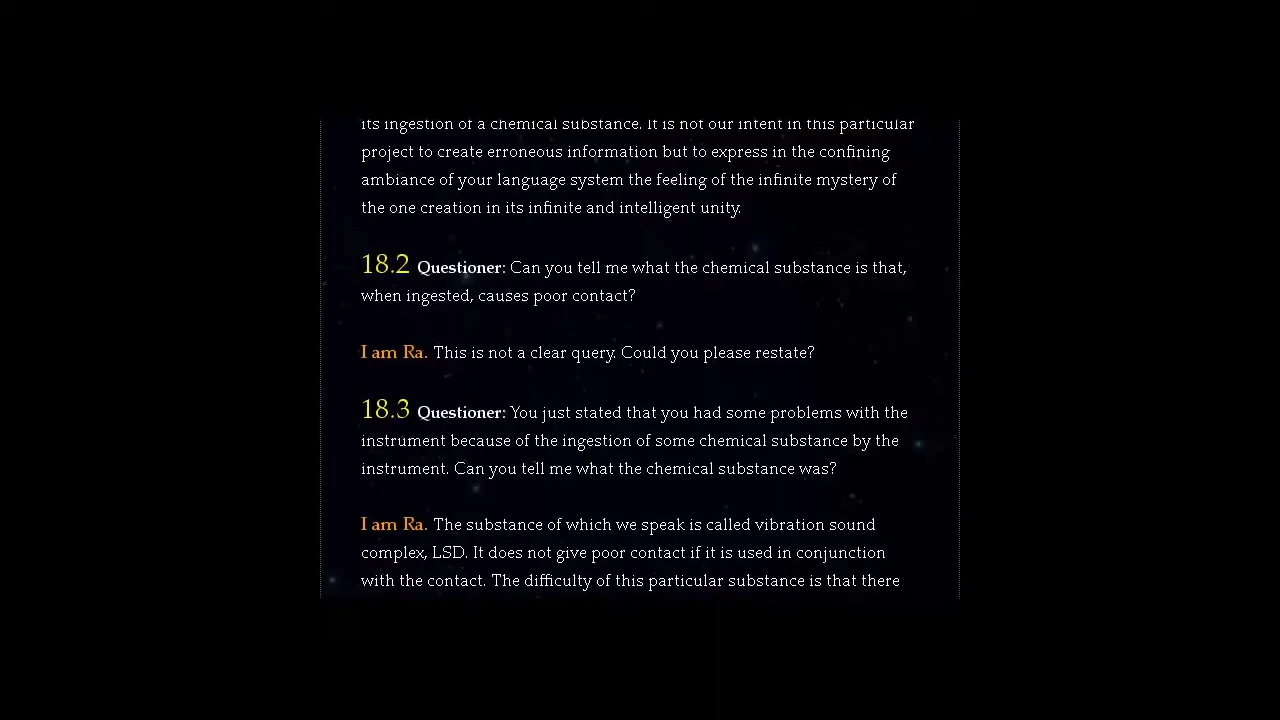 its ingestion of a chemical substance. It is not our intent in this particular
project to create erroneous information but to express in the confining
ambiance of your language system the feeling of the infinite mystery of
the one creation in its infinite and intelligent unity.
18.2 Questioner: Can you tell me what the chemical substance is that,
when ingested, causes poor contact?
I am Ra. This is not a clear query. Could you please restate?
18.3 Questioner: You just stated that you had some problems with the
instrument because of the ingestion of some chemical substance by the
instrument. Can you tell me what the chemical substance was?
I am Ra. The substance of which we speak is called vibration sound
complex, LSD. It does not give poor contact if it is used in conjunction
with the contact. The difficulty of this particular substance is that there